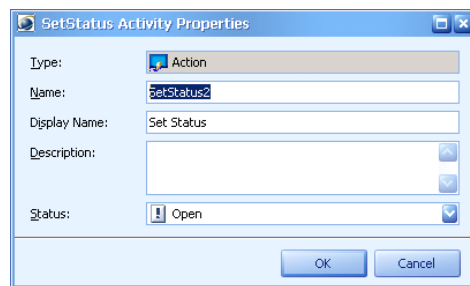 SetStatus Activity Properties
Type: Action
Name: SetStatus2
Display Name: Set Status
Description:
Status: Open
OK Cancel